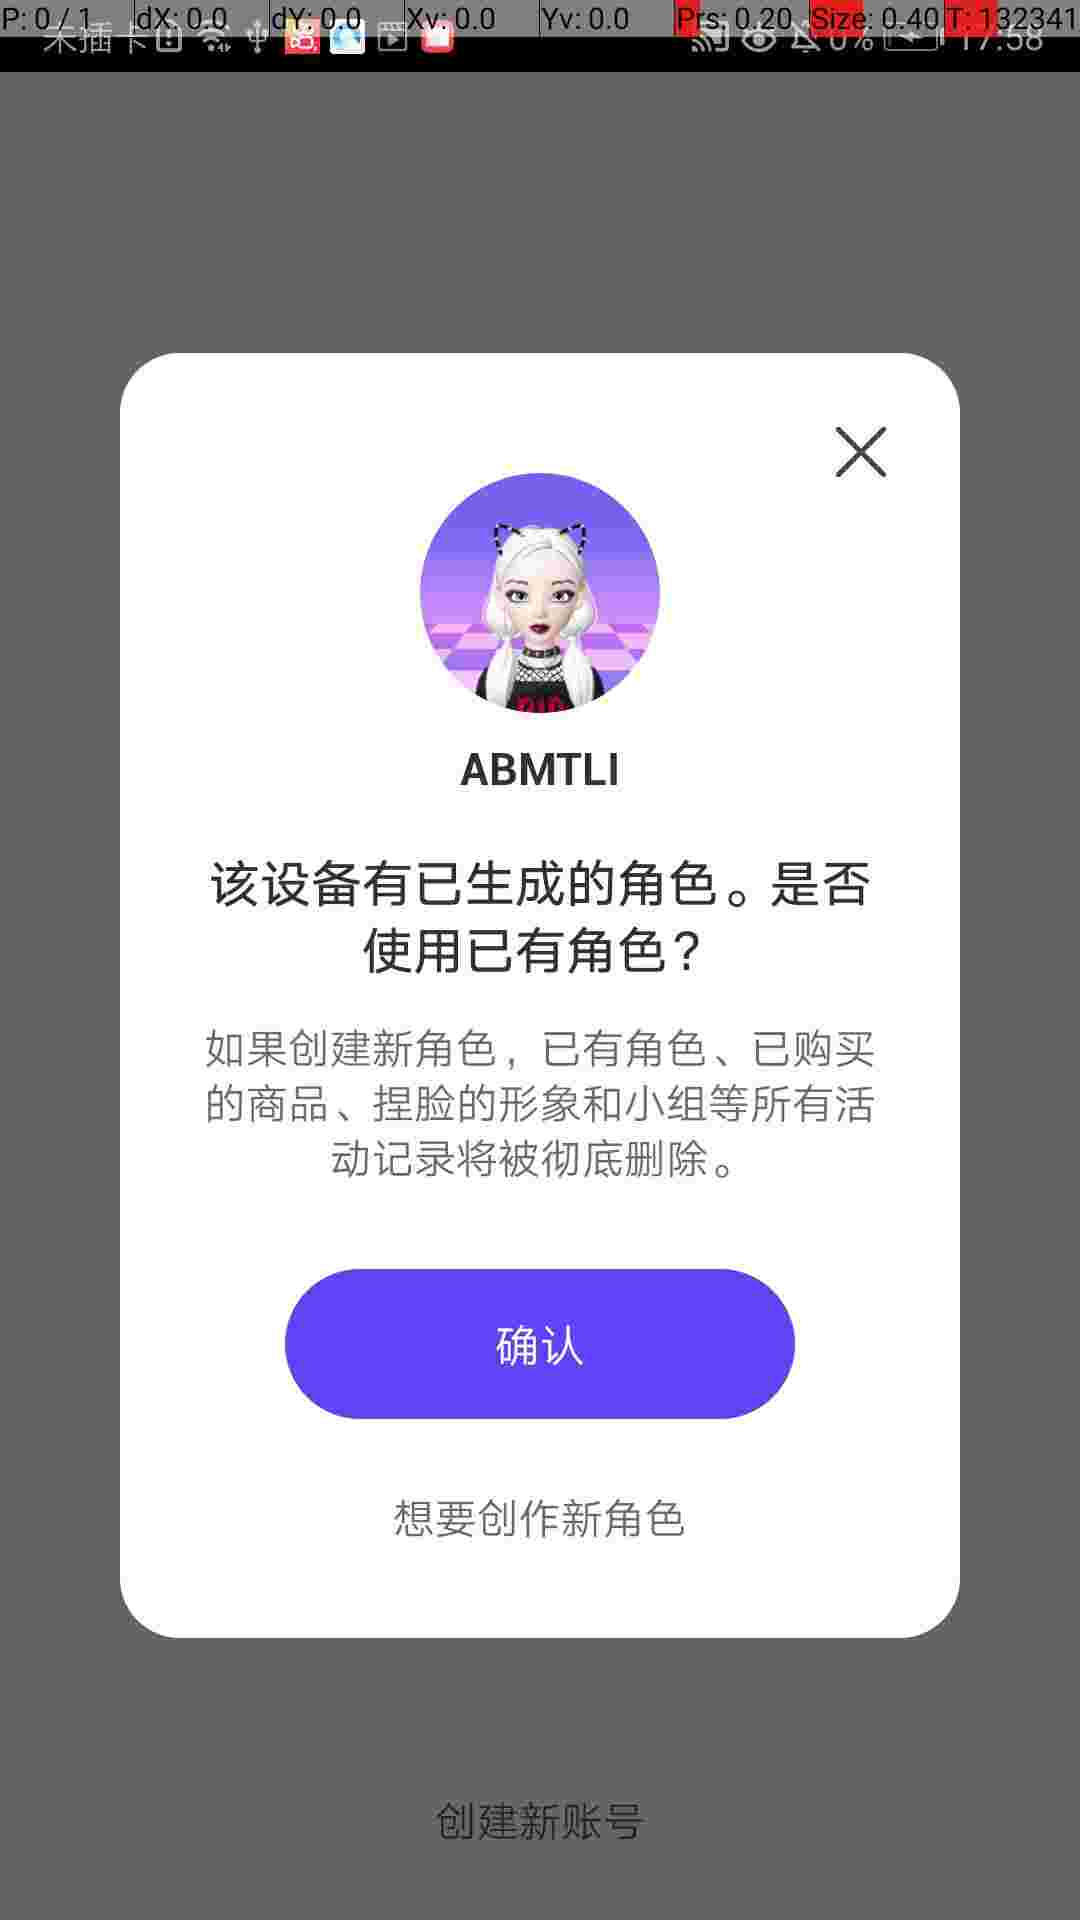 P: 0 / 1 dX: 0.0 dY: 0.0 Xv: 0.0 Yv: 0.0 Prs: 0.20 Size: 0.40 T: 132341
未插卡 0% 17:58
ABMTLI
该设备有已生成的角色。是否
使用已有角色？
如果创建新角色，已有角色、已购买
的商品、捏脸的形象和小组等所有活
动记录将被彻底删除。
确认
想要创作新角色
创建新账号